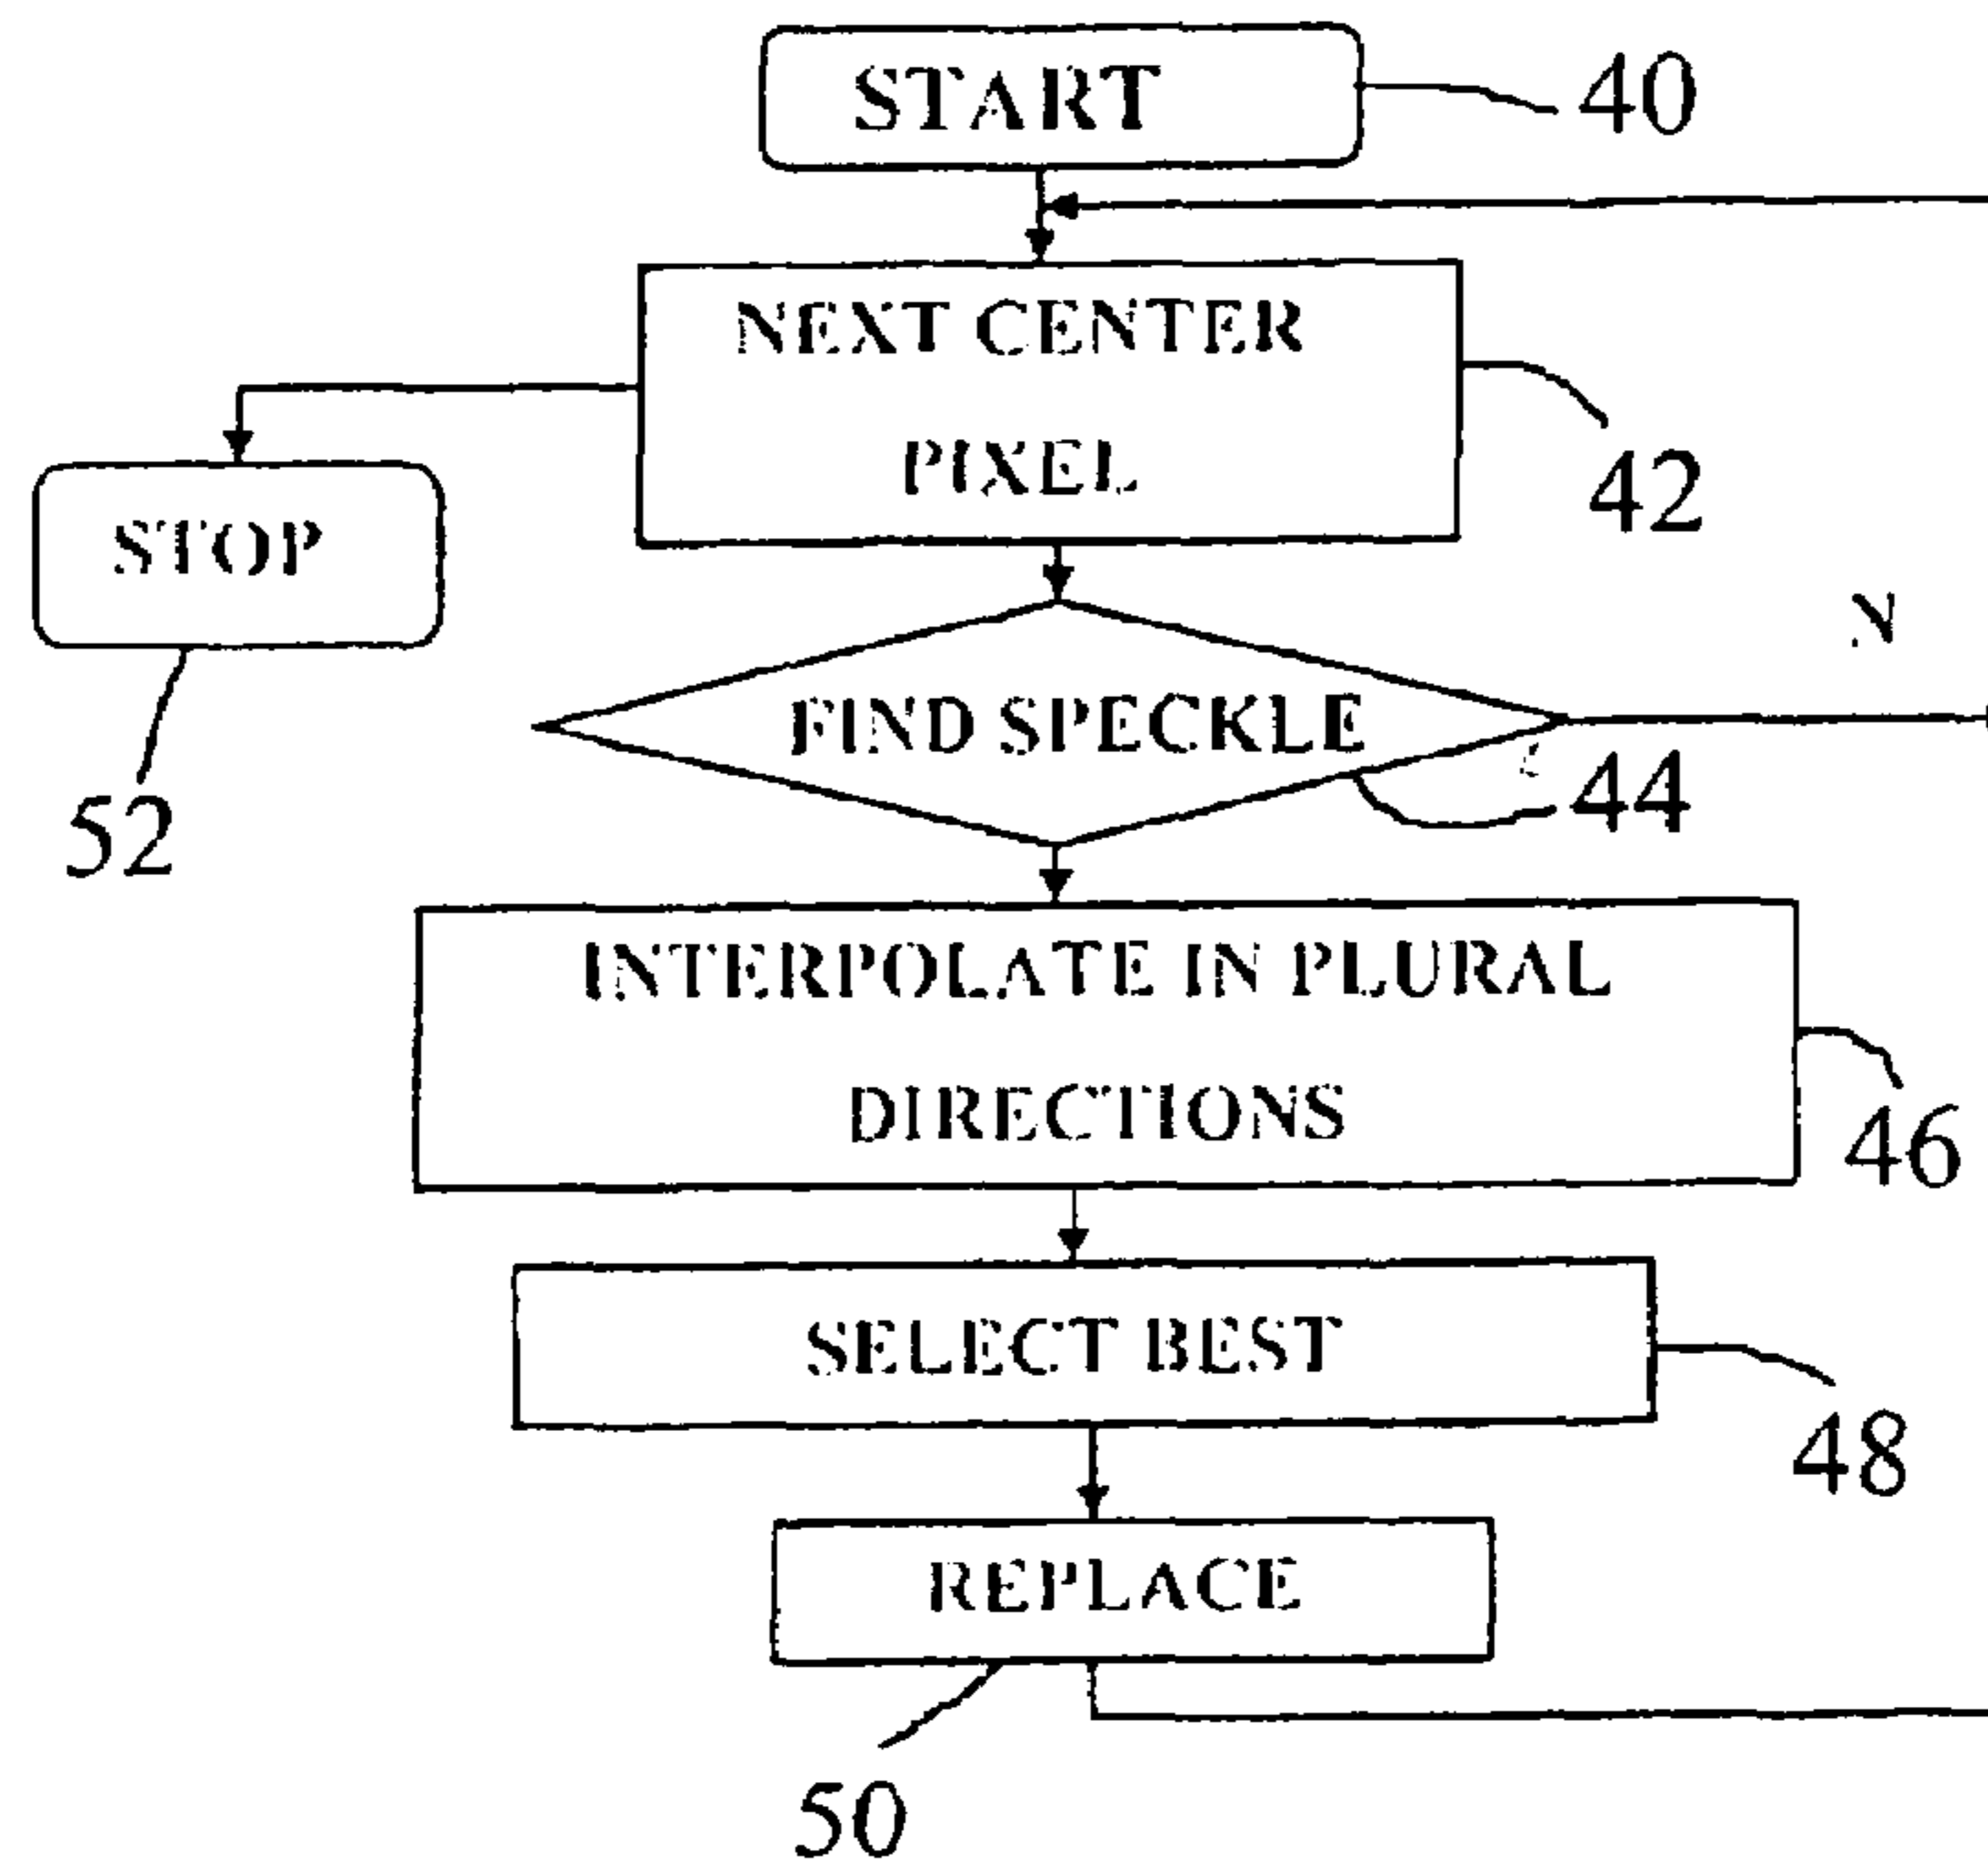 START
40
NEXT CENTER
PIXEL
42
STOP
52
N
FIND SPECKLE
44
INTERPOLATE IN PLURAL
DIRECTIONS
46
SELECT BEST
48
REPLACE
50